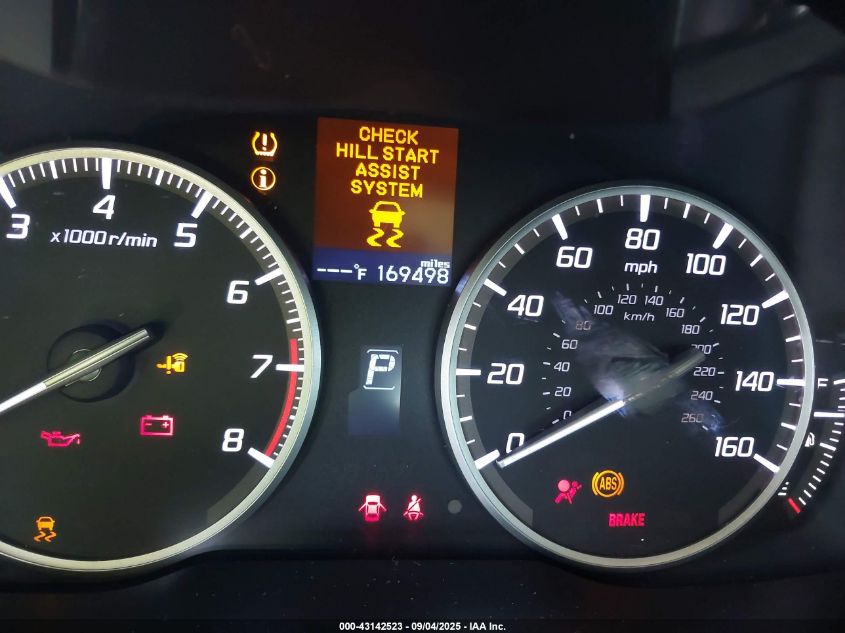 CHECK
HILL START
ASSIST
SYSTEM
miles
---°F 169498
3
4
5
6
7
8
x1000r/min
P
0
20
40
60
80
100
120
140
160
mph
km/h
0
20
40
60
80
100
120
140
160
180
200
220
240
260
F
ABS
BRAKE
000-43142523 - 09/04/2025 - IAA Inc.